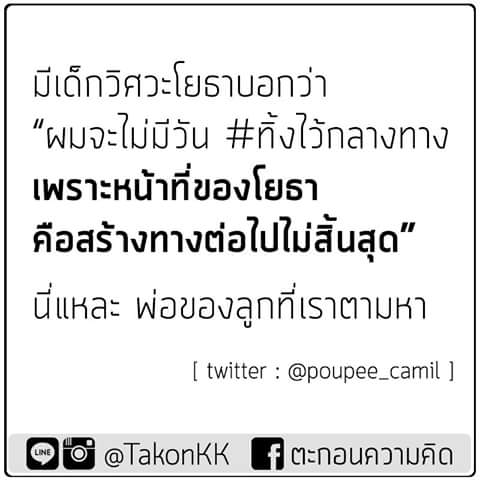 มีเด็กวิศวะโยธาบอกว่า
“ผมจะไม่มีวัน #ทิ้งไว้กลางทาง
เพราะหน้าที่ของโยธา
คือสร้างทางต่อไปไม่สิ้นสุด”
นี่แหละ พ่อของลูกที่เราตามหา
[ twitter : @poupee_camil ]
LINE @TakonKK f ตะกอนความคิด